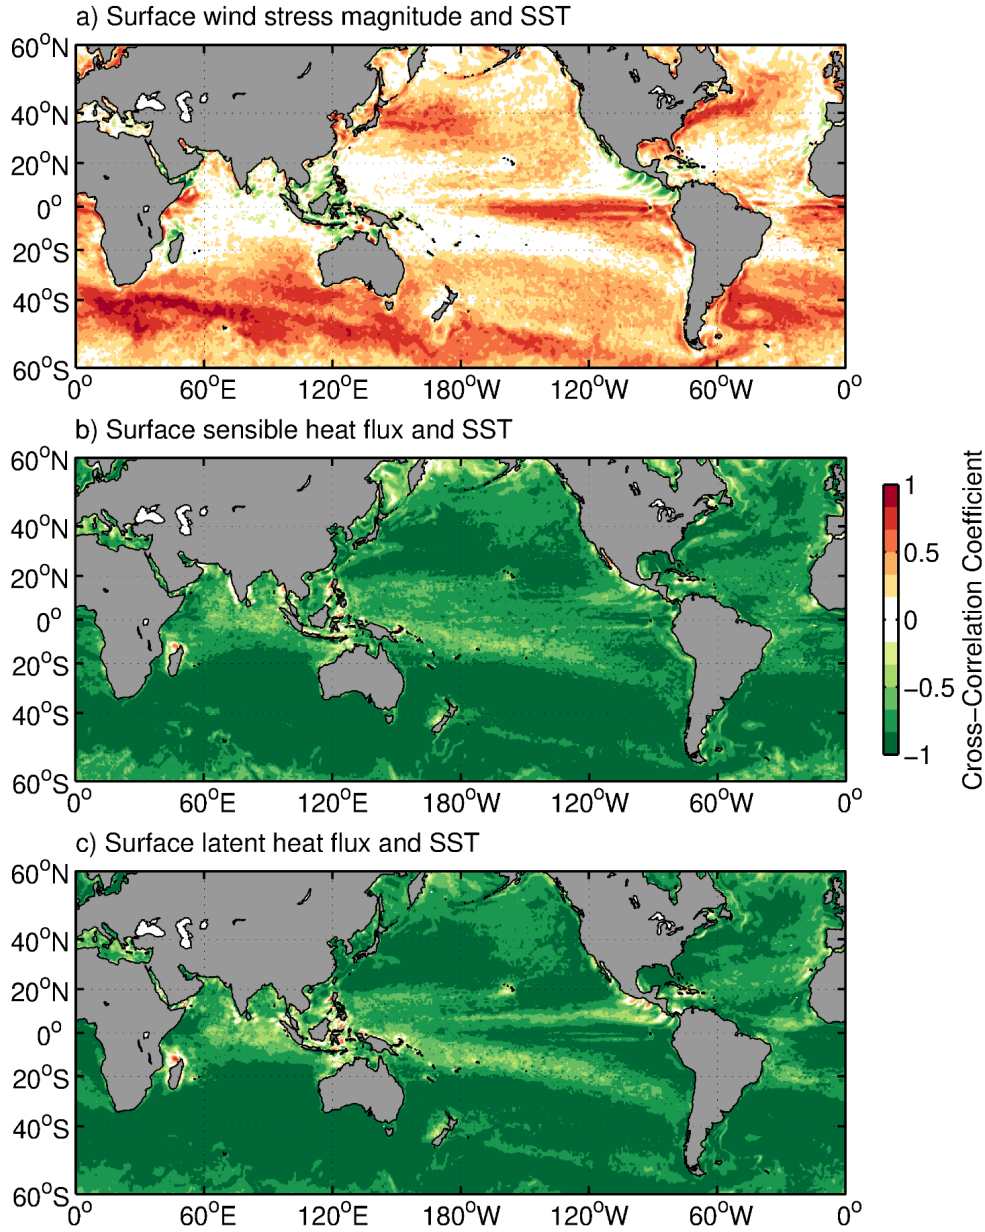 a) Surface wind stress magnitude and SST
60°N
40°N
20°N
0°
20°S
40°S
60°S
0° 60°E 120°E 180°W 120°W 60°W 0°
b) Surface sensible heat flux and SST
60°N
40°N
20°N
0°
20°S
40°S
60°S
0° 60°E 120°E 180°W 120°W 60°W 0°
1
0.5
0
−0.5
−1
Cross−Correlation Coefficient
c) Surface latent heat flux and SST
60°N
40°N
20°N
0°
20°S
40°S
60°S
0° 60°E 120°E 180°W 120°W 60°W 0°